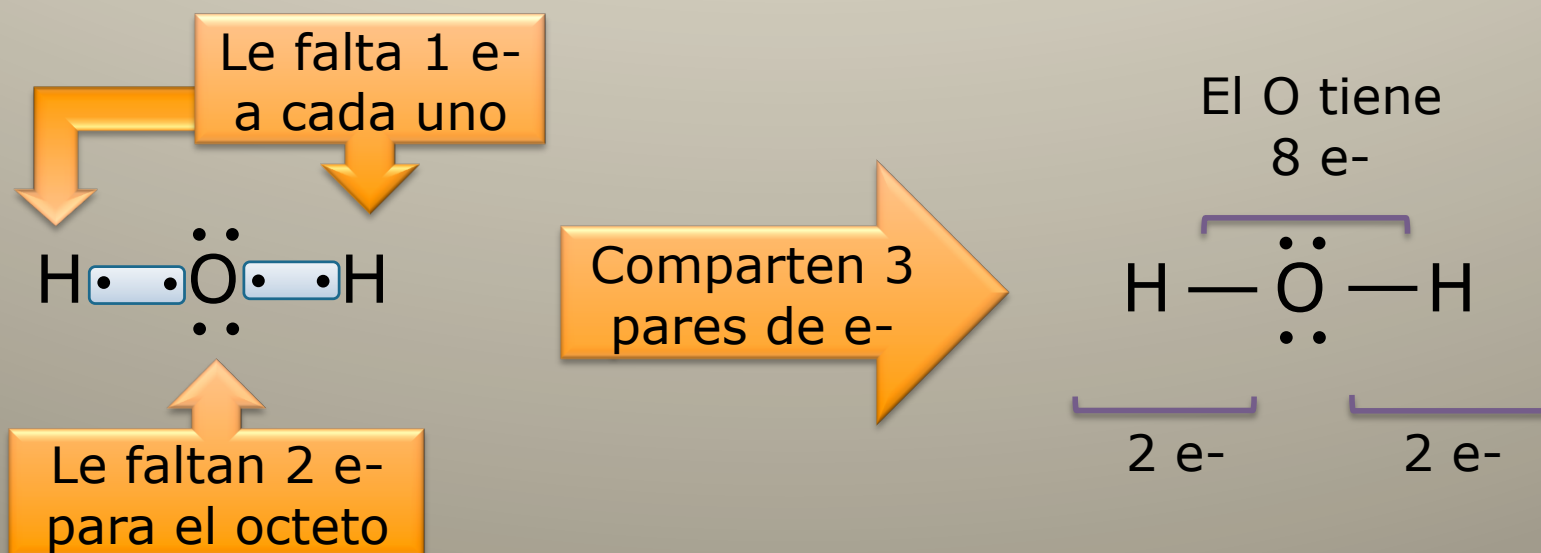 Le falta 1 e-
a cada uno
H O H
Le faltan 2 e-
para el octeto
Comparten 3
pares de e-
El O tiene
8 e-
H — O — H
2 e- 2 e-